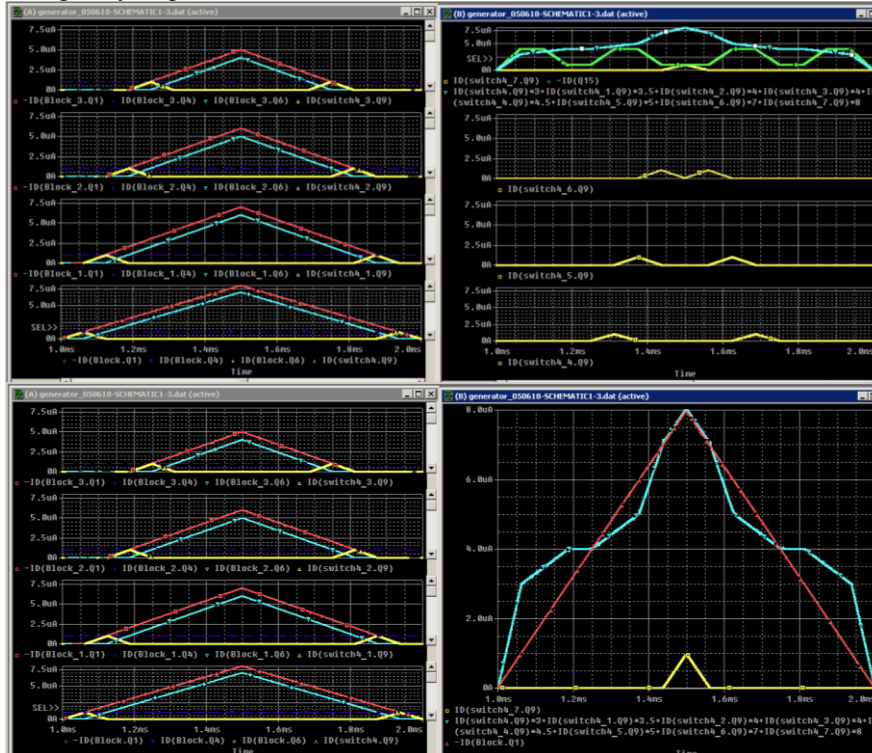 (A) generator_050618-SCHEMATIC1-3.dat (active)
7.5uA
5.0uA
2.5uA
0A
-ID(Block_3.Q1) ID(Block_3.Q4) ID(Block_3.Q6) ID(switch4_3.Q9)
7.5uA
5.0uA
2.5uA
0A
-ID(Block_2.Q1) ID(Block_2.Q4) ID(Block_2.Q6) ID(switch4_2.Q9)
7.5uA
5.0uA
2.5uA
0A
-ID(Block_1.Q1) ID(Block_1.Q4) ID(Block_1.Q6) ID(switch4_1.Q9)
7.5uA
5.0uA
SEL>>
0A
1.0ms 1.2ms 1.4ms 1.6ms 1.8ms 2.0ms
-ID(Block.Q1) ID(Block.Q4) ID(Block.Q6) ID(switch4.Q9)
Time
(B) generator_050618-SCHEMATIC1-3.dat (active)
7.5uA
5.0uA
SEL>>
0A
ID(switch4_7.Q9) -ID(Q15)
ID(switch4.Q9)*3+ID(switch4_1.Q9)*3.5+ID(switch4_2.Q9)*4+ID(switch4_3.Q9)*4+I
(switch4_4.Q9)*4.5+ID(switch4_5.Q9)*5+ID(switch4_6.Q9)*7+ID(switch4_7.Q9)*8
5.0uA
2.5uA
0A
ID(switch4_6.Q9)
5.0uA
2.5uA
0A
ID(switch4_5.Q9)
5.0uA
2.5uA
0A
1.0ms 1.2ms 1.4ms 1.6ms 1.8ms 2.0
ID(switch4_4.Q9)
Time
(A) generator_050618-SCHEMATIC1-3.dat (active)
7.5uA
5.0uA
2.5uA
0A
-ID(Block_3.Q1) ID(Block_3.Q4) ID(Block_3.Q6) ID(switch4_3.Q9)
7.5uA
5.0uA
2.5uA
0A
-ID(Block_2.Q1) ID(Block_2.Q4) ID(Block_2.Q6) ID(switch4_2.Q9)
7.5uA
5.0uA
2.5uA
0A
-ID(Block_1.Q1) ID(Block_1.Q4) ID(Block_1.Q6) ID(switch4_1.Q9)
7.5uA
5.0uA
SEL>>
0A
1.0ms 1.2ms 1.4ms 1.6ms 1.8ms 2.0ms
-ID(Block.Q1) ID(Block.Q4) ID(Block.Q6) ID(switch4.Q9)
Time
(B) generator_050618-SCHEMATIC1-3.dat (active)
8.0uA
6.0uA
4.0uA
2.0uA
0A
1.0ms 1.2ms 1.4ms 1.6ms 1.8ms 2.0
ID(switch4_7.Q9)
ID(switch4.Q9)*3+ID(switch4_1.Q9)*3.5+ID(switch4_2.Q9)*4+ID(switch4_3.Q9)*4+I
(switch4_4.Q9)*4.5+ID(switch4_5.Q9)*5+ID(switch4_6.Q9)*7+ID(switch4_7.Q9)*8
-ID(Block.Q1)
Time